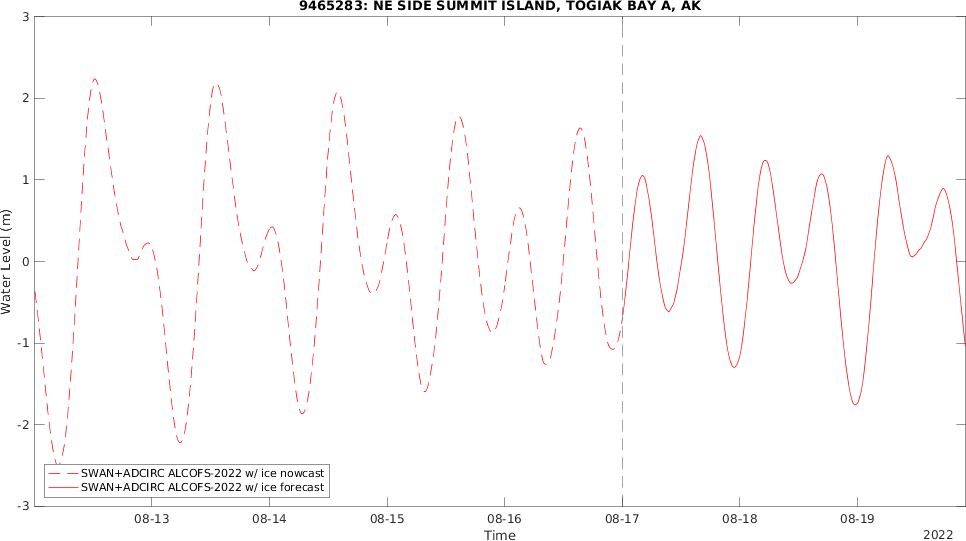 9465283: NE SIDE SUMMIT ISLAND, TOGIAK BAY A, AK
3
2
1
0
-1
-2
-3
Water Level (m)
SWAN+ADCIRC ALCOFS-2022 w/ ice nowcast
SWAN+ADCIRC ALCOFS-2022 w/ ice forecast
08-13 08-14 08-15 08-16 08-17 08-18 08-19
Time
2022